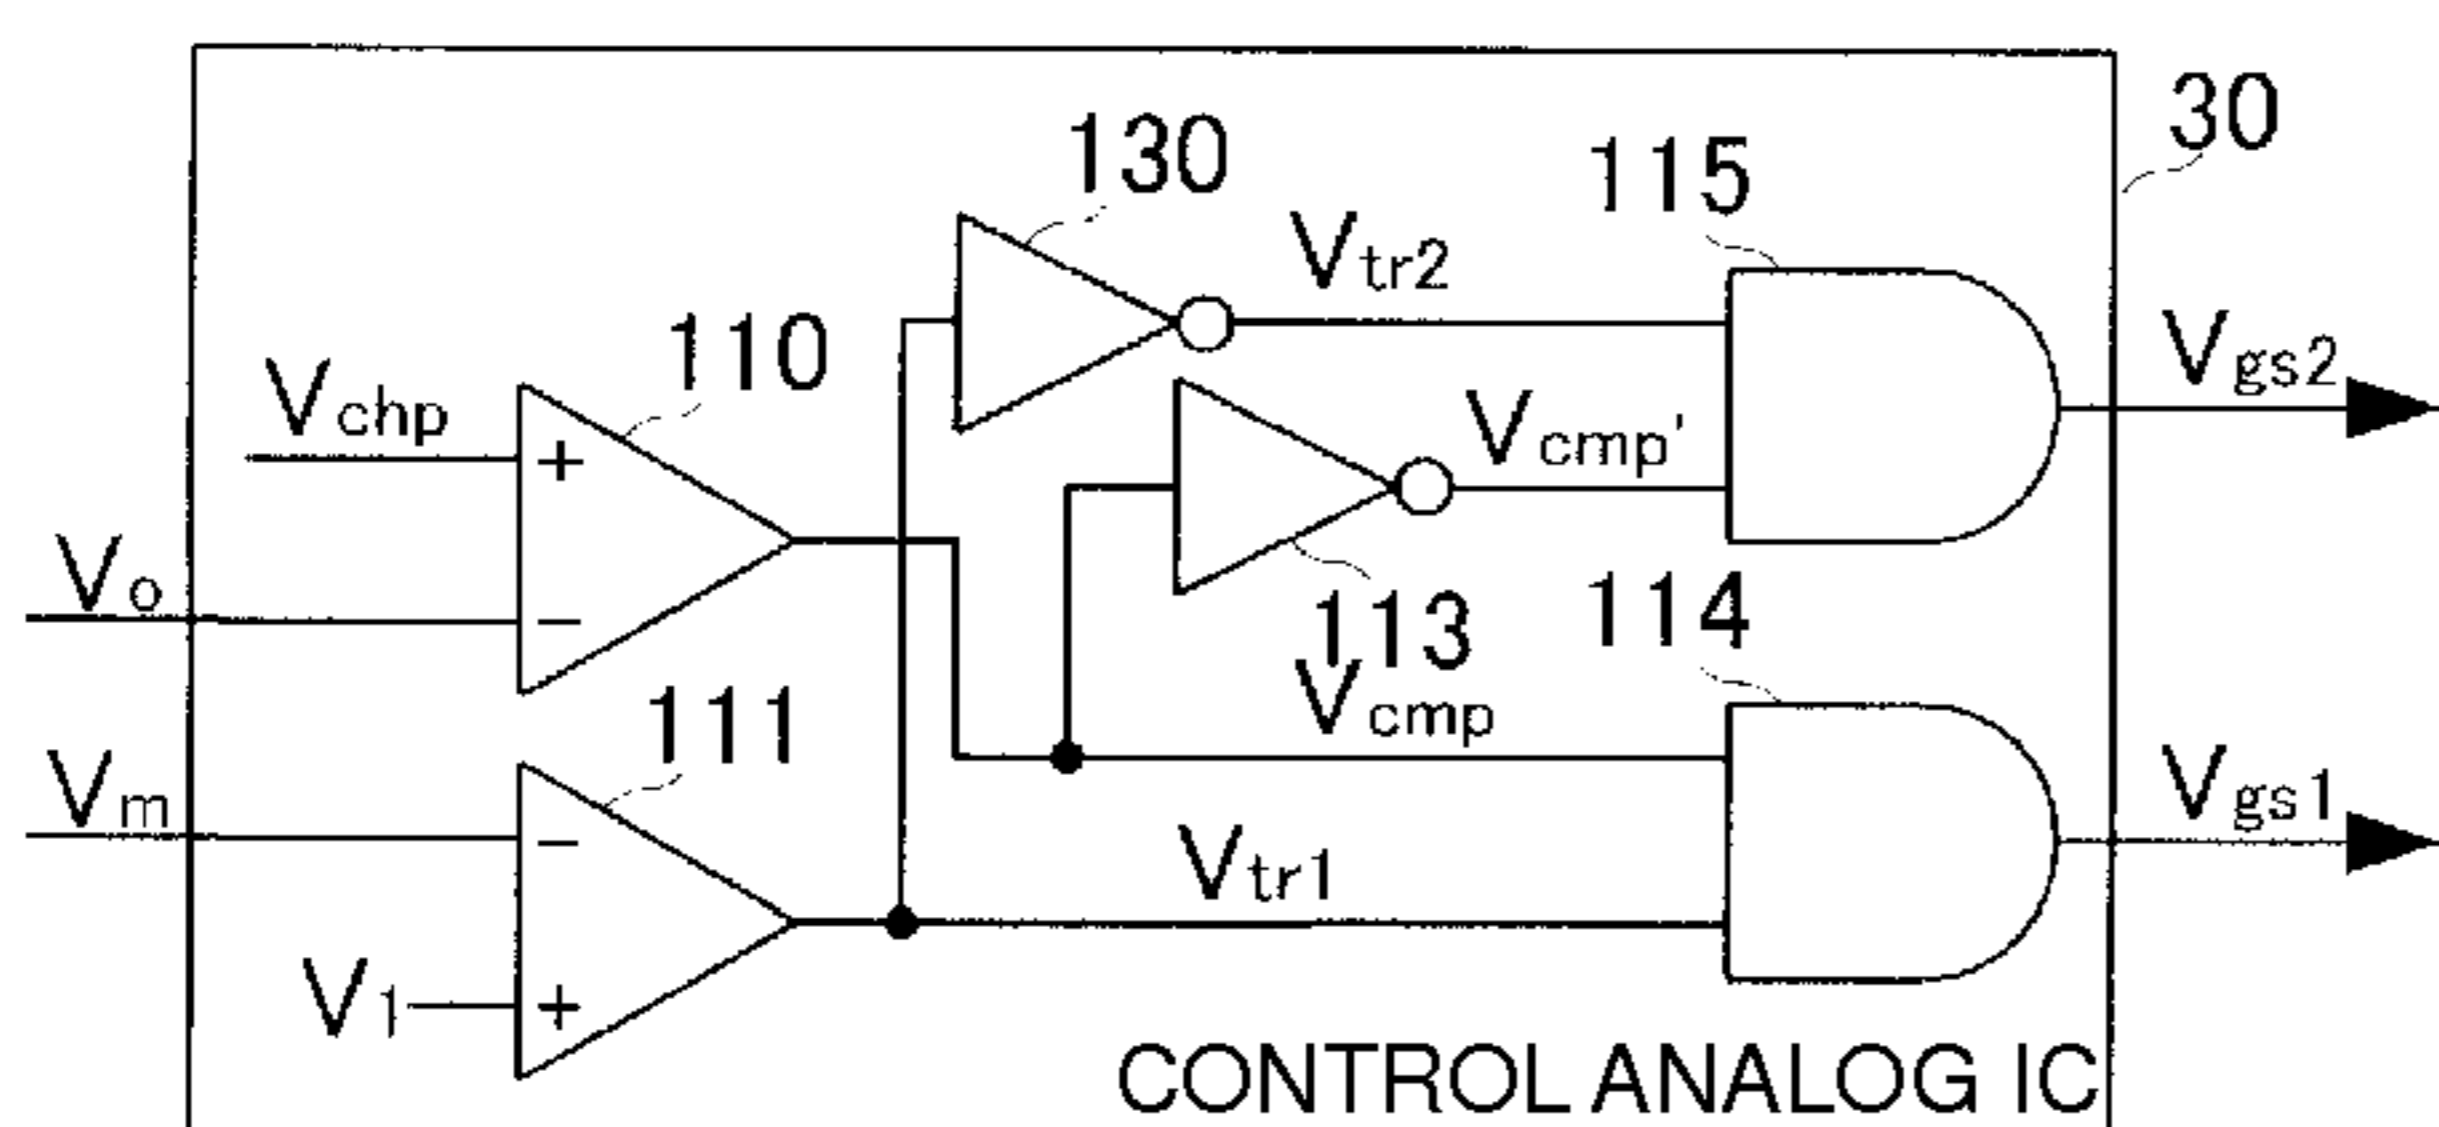 30
130
115
Vtr2
110
Vgs2
Vchp
+
Vcmp'
Vo
−
113
114
111
Vcmp
Vm
−
Vgs1
Vtr1
V1
+
CONTROL ANALOG IC